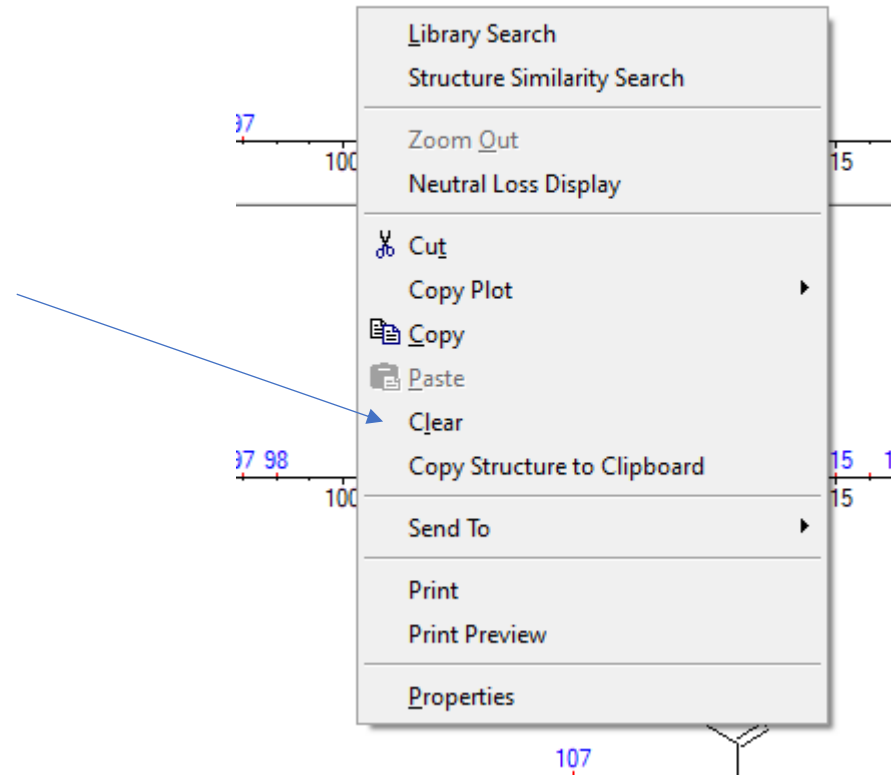 Library Search
Structure Similarity Search
97
100
Zoom Out
15
Neutral Loss Display
Cut
Copy Plot
Copy
Paste
Clear
97 98
Copy Structure to Clipboard
15 1
100
15
Send To
Print
Print Preview
Properties
107